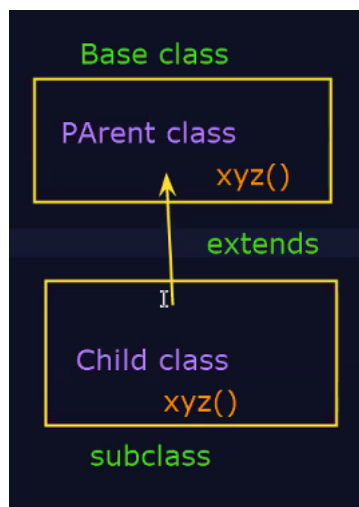 Base class
PArent class
xyz()
extends
Child class
xyz()
subclass